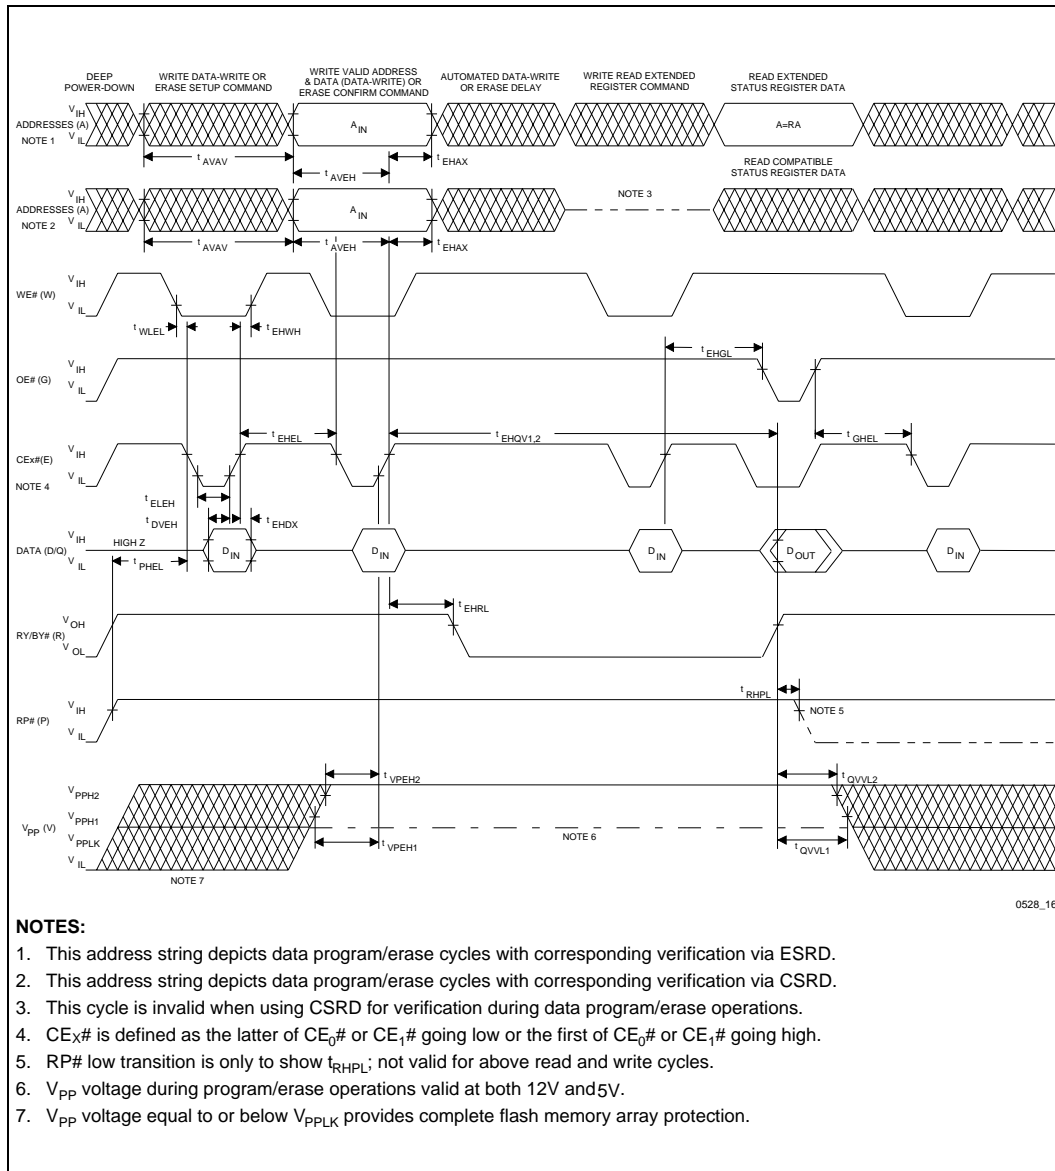 DEEP POWER-DOWN
WRITE DATA-WRITE OR ERASE SETUP COMMAND
WRITE VALID ADDRESS & DATA (DATA-WRITE) OR ERASE CONFIRM COMMAND
AUTOMATED DATA-WRITE OR ERASE DELAY
WRITE READ EXTENDED REGISTER COMMAND
READ EXTENDED STATUS REGISTER DATA
V IH
ADDRESSES (A)
NOTE 1
V IL
A IN
A=RA
t AVAV
t AVEH
t EHAX
READ COMPATIBLE STATUS REGISTER DATA
V IH
ADDRESSES (A)
NOTE 2
V IL
A IN
NOTE 3
t AVAV
t AVEH
t EHAX
V IH
WE# (W)
V IL
t WLEL
t EHWH
V IH
OE# (G)
V IL
t EHGL
t EHEL
t EHQV1,2
t GHEL
V IH
CEx#(E)
V IL
NOTE 4
t ELEH
t DVEH
t EHDX
V IH
DATA (D/Q)
V IL
HIGH Z
D IN
D IN
D IN
D OUT
D IN
t PHEL
t EHRL
V OH
RY/BY# (R)
V OL
t RHPL
V IH
RP# (P)
V IL
NOTE 5
t VPEH2
t QVVL2
V PPH2
V PPH1
V PP (V)
V PPLK
V IL
NOTE 6
t VPEH1
t QVVL1
NOTE 7
0528_16
NOTES:
1. This address string depicts data program/erase cycles with corresponding verification via ESRD.
2. This address string depicts data program/erase cycles with corresponding verification via CSRD.
3. This cycle is invalid when using CSRD for verification during data program/erase operations.
4. CEX# is defined as the latter of CE0# or CE1# going low or the first of CE0# or CE1# going high.
5. RP# low transition is only to show tRHPL; not valid for above read and write cycles.
6. VPP voltage during program/erase operations valid at both 12V and 5V.
7. VPP voltage equal to or below VPPLK provides complete flash memory array protection.